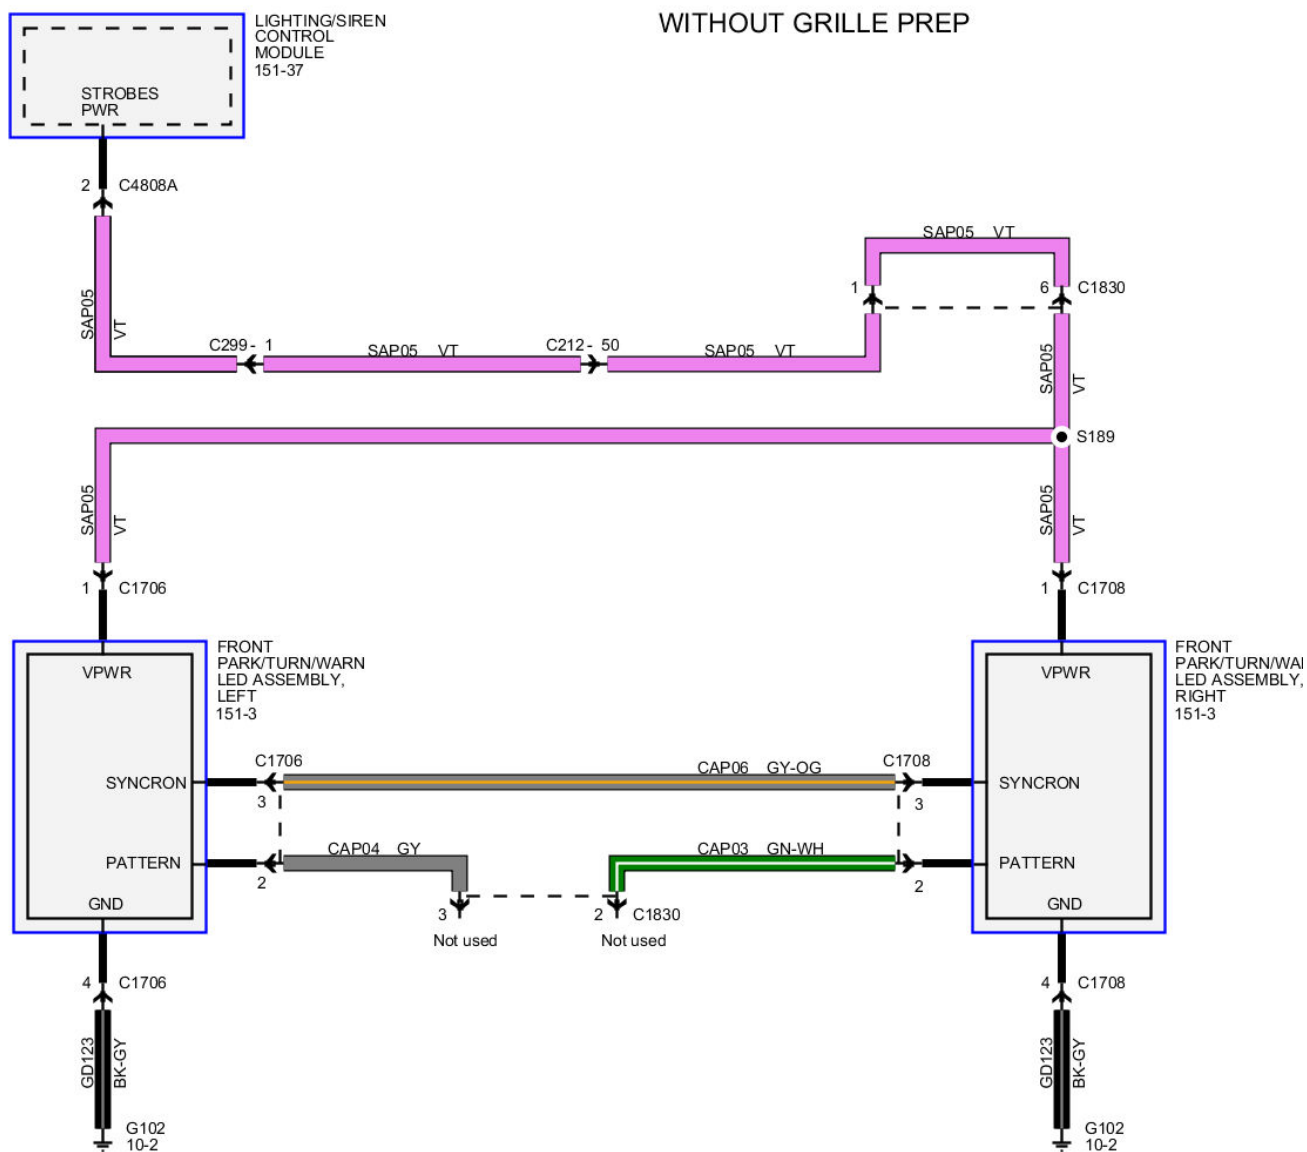 WITHOUT GRILLE PREP
LIGHTING/SIREN
CONTROL
MODULE
151-37
STROBES
PWR
2 C4808A
SAP05 VT
1
6 C1830
SAP05
VT
C299 - 1
SAP05 VT
C212 - 50
SAP05 VT
SAP05
VT
S189
SAP05
VT
SAP05
VT
1 C1706
1 C1708
FRONT
PARK/TURN/WARN
LED ASSEMBLY,
LEFT
151-3
VPWR
FRONT
PARK/TURN/WA
LED ASSEMBLY,
RIGHT
151-3
VPWR
C1706
CAP06 GY-OG
C1708
SYNCRON
3
3
SYNCRON
CAP04 GY
CAP03 GN-WH
PATTERN
2
2
PATTERN
GND
3
2 C1830
GND
Not used
Not used
4 C1706
4 C1708
GD123
BK-GY
GD123
BK-GY
G102
10-2
G102
10-2